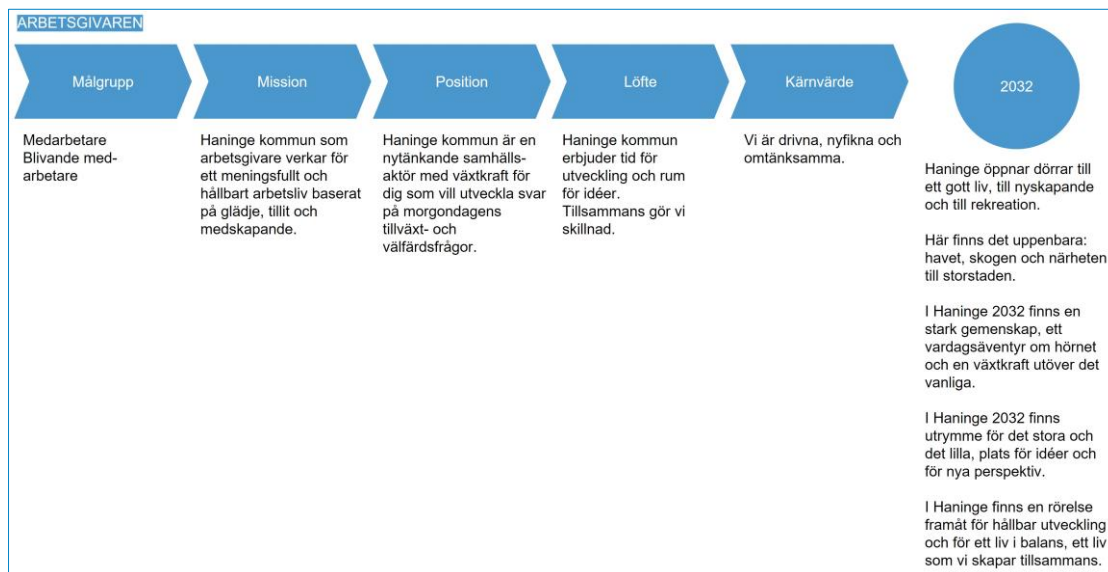 ARBETSGIVAREN
Målgrupp
Medarbetare
Blivande med-
arbetare
Mission
Haninge kommun som
arbetsgivare verkar för
ett meningsfullt och
hållbart arbetsliv baserat
på glädje, tillit och
medskapande.
Position
Haninge kommun är en
nytänkande samhälls-
aktör med växtkraft för
dig som vill utveckla svar
på morgondagens
tillväxt- och
välfärdsfrågor.
Löfte
Haninge kommun
erbjuder tid för
utveckling och rum
för idéer.
Tillsammans gör vi
skillnad.
Kärnvärde
Vi är drivna, nyfikna och
omtänksamma.
2032
Haninge öppnar dörrar till
ett gott liv, till nyskapande
och till rekreation.
Här finns det uppenbara:
havet, skogen och närheten
till storstaden.
I Haninge 2032 finns en
stark gemenskap, ett
vardagsäventyr om hörnet
och en växtkraft utöver det
vanliga.
I Haninge 2032 finns
utrymme för det stora och
det lilla, plats för idéer och
för nya perspektiv.
I Haninge finns en rörelse
framåt för hållbar utveckling
och för ett liv i balans, ett liv
som vi skapar tillsammans.